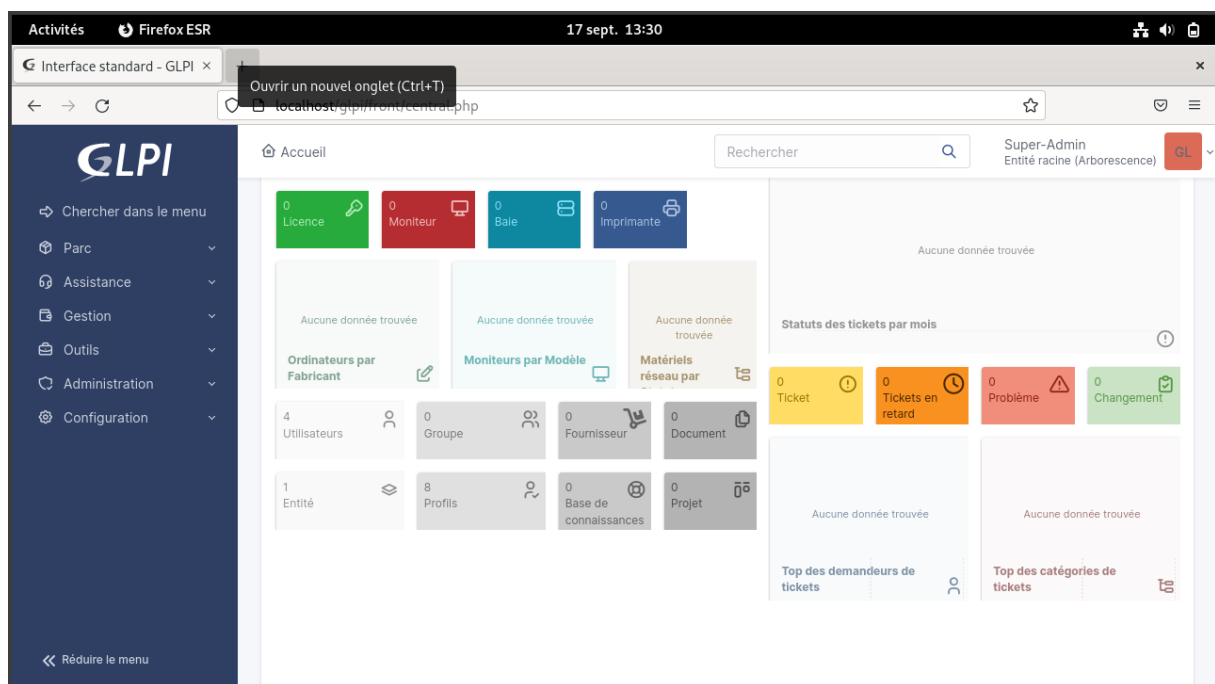 Activités
Firefox ESR
17 sept. 13:30
Interface standard - GLPI
Ouvrir un nouvel onglet (Ctrl+T)
localhost/glpi/front/central.php
GLPI
Accueil
Rechercher
Super-Admin
Entité racine (Arborescence)
GL
Chercher dans le menu
Parc
Assistance
Gestion
Outils
Administration
Configuration
Réduire le menu
0
Licence
0
Moniteur
0
Baie
0
Imprimante
Aucune donnée trouvée
Ordinateurs par
Fabricant
Aucune donnée trouvée
Moniteurs par Modèle
Aucune donnée
trouvée
Matériels
réseau par
4
Utilisateurs
0
Groupe
0
Fournisseur
0
Document
1
Entité
8
Profils
0
Base de
connaissances
0
Projet
Aucune donnée trouvée
Statuts des tickets par mois
0
Ticket
0
Tickets en
retard
0
Problème
0
Changement
Aucune donnée trouvée
Top des demandeurs de
tickets
Aucune donnée trouvée
Top des catégories de
tickets